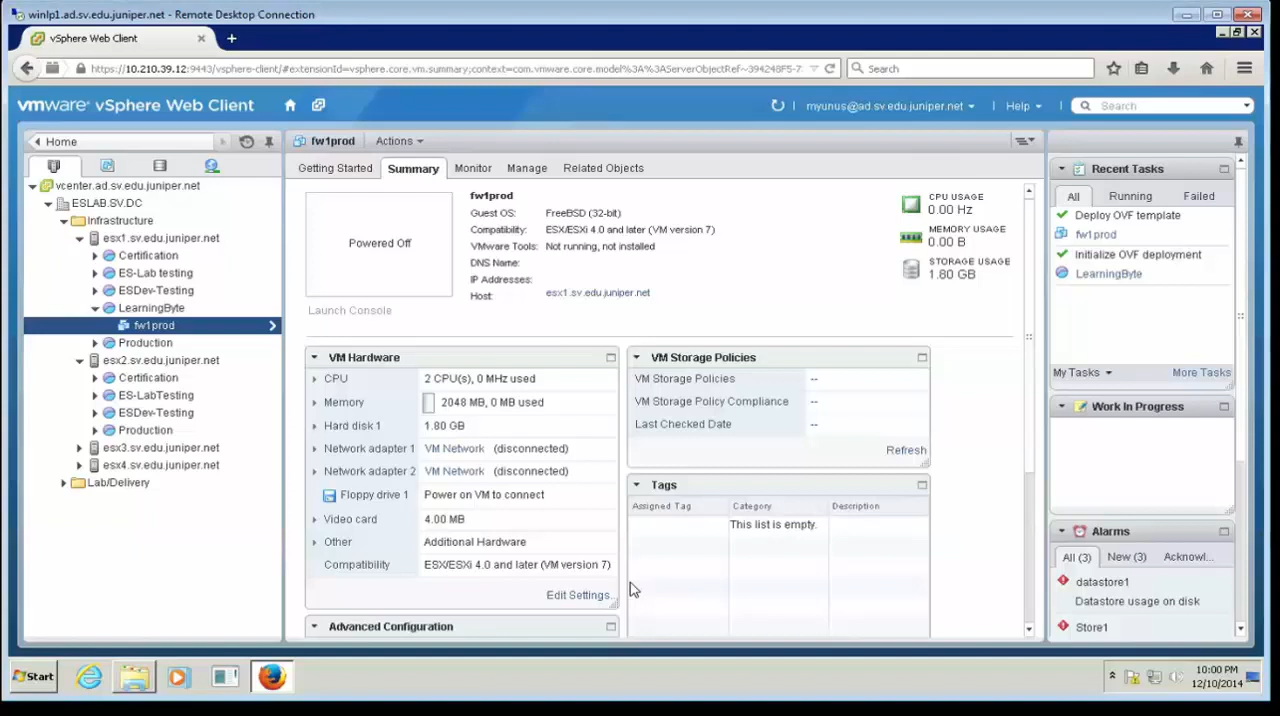 winlp1.ad.sv.edu.juniper.net - Remote Desktop Connection
vSphere Web Client
https://10.210.39.12:9443/vsphere-client/#extensionId=vsphere.core.vm.summary;context=com.vmware.core.model%3A%3AServerObjectRef~394248F5-7
Search
vmware® vSphere Web Client
myunus@ad.sv.edu.juniper.net
Help
Search
Home
fw1prod
Actions
Getting Started
Summary
Monitor
Manage
Related Objects
vcenter.ad.sv.edu.juniper.net
ESLAB.SV.DC
Infrastructure
esx1.sv.edu.juniper.net
Certification
ES-Lab testing
ESDev-Testing
LearningByte
fw1prod
Production
esx2.sv.edu.juniper.net
Certification
ES-LabTesting
ESDev-Testing
Production
esx3.sv.edu.juniper.net
esx4.sv.edu.juniper.net
Lab/Delivery
Powered Off
Launch Console
fw1prod
Guest OS: FreeBSD (32-bit)
Compatibility: ESX/ESXi 4.0 and later (VM version 7)
VMware Tools: Not running, not installed
DNS Name:
IP Addresses:
Host: esx1.sv.edu.juniper.net
CPU USAGE
0.00 Hz
MEMORY USAGE
0.00 B
STORAGE USAGE
1.80 GB
VM Hardware
CPU 2 CPU(s), 0 MHz used
Memory 2048 MB, 0 MB used
Hard disk 1 1.80 GB
Network adapter 1 VM Network (disconnected)
Network adapter 2 VM Network (disconnected)
Floppy drive 1 Power on VM to connect
Video card 4.00 MB
Other Additional Hardware
Compatibility ESX/ESXi 4.0 and later (VM version 7)
Edit Settings...
Advanced Configuration
VM Storage Policies
VM Storage Policies --
VM Storage Policy Compliance --
Last Checked Date --
Refresh
Tags
Assigned Tag Category Description
This list is empty.
Recent Tasks
All Running Failed
Deploy OVF template
fw1prod
Initialize OVF deployment
LearningByte
My Tasks
More Tasks
Work In Progress
Alarms
All (3) New (3) Acknowl...
datastore1
Datastore usage on disk
Store1
Start
10:00 PM
12/10/2014